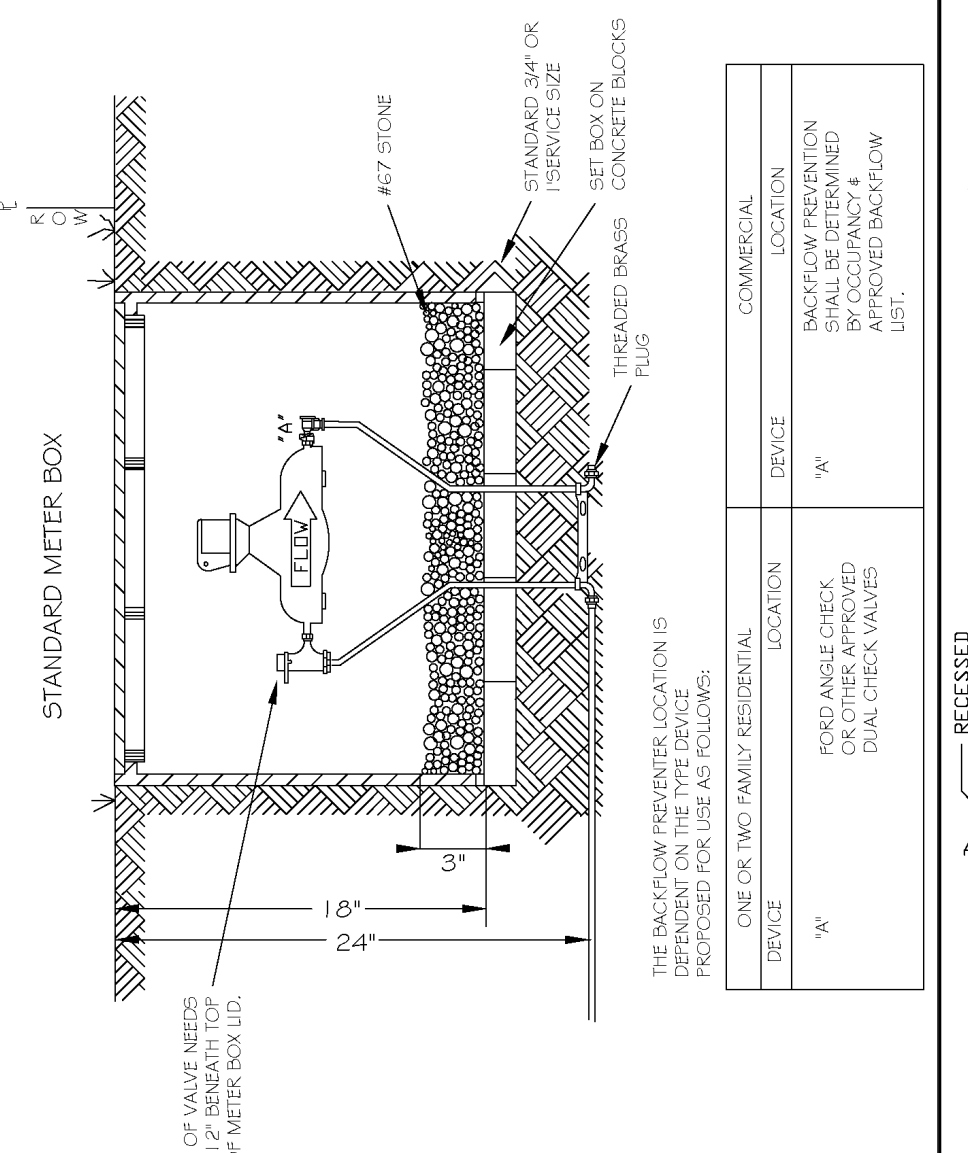 STANDARD METER BOX
P
L
R
O
W
"A"
FLOW
#67 STONE
STANDARD 3/4" OR
1"SERVICE SIZE
SET BOX ON
CONCRETE BLOCKS
THREADED BRASS
PLUG
3"
18"
24"
OF VALVE NEEDS
12" BENEATH TOP
F METER BOX LID.
THE BACKFLOW PREVENTER LOCATION IS
DEPENDENT ON THE TYPE DEVICE
PROPOSED FOR USE AS FOLLOWS:
ONE OR TWO FAMILY RESIDENTIAL
DEVICE LOCATION
"A" FORD ANGLE CHECK
OR OTHER APPROVED
DUAL CHECK VALVES
COMMERCIAL
DEVICE LOCATION
"A" BACKFLOW PREVENTION
SHALL BE DETERMINED
BY OCCUPANCY &
APPROVED BACKFLOW
LIST.
RECESSED